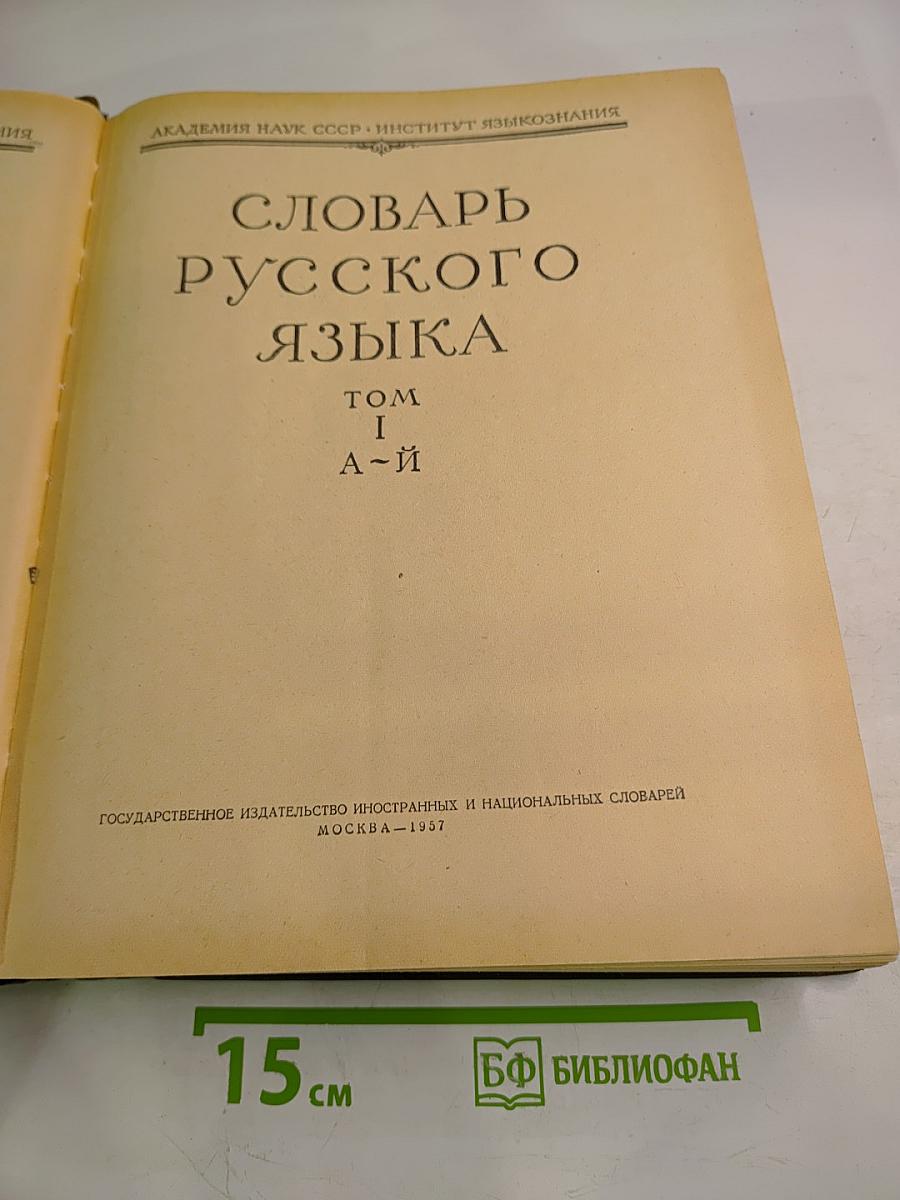 АКАДЕМИЯ НАУК СССР · ИНСТИТУТ ЯЗЫКОЗНАНИЯ
СЛОВАРЬ
РУССКОГО
ЯЗЫКА
ТОМ
I
А~Й
ГОСУДАРСТВЕННОЕ ИЗДАТЕЛЬСТВО ИНОСТРАННЫХ И НАЦИОНАЛЬНЫХ СЛОВАРЕЙ
МОСКВА—1957
15 см
БФ БИБЛИОФАН